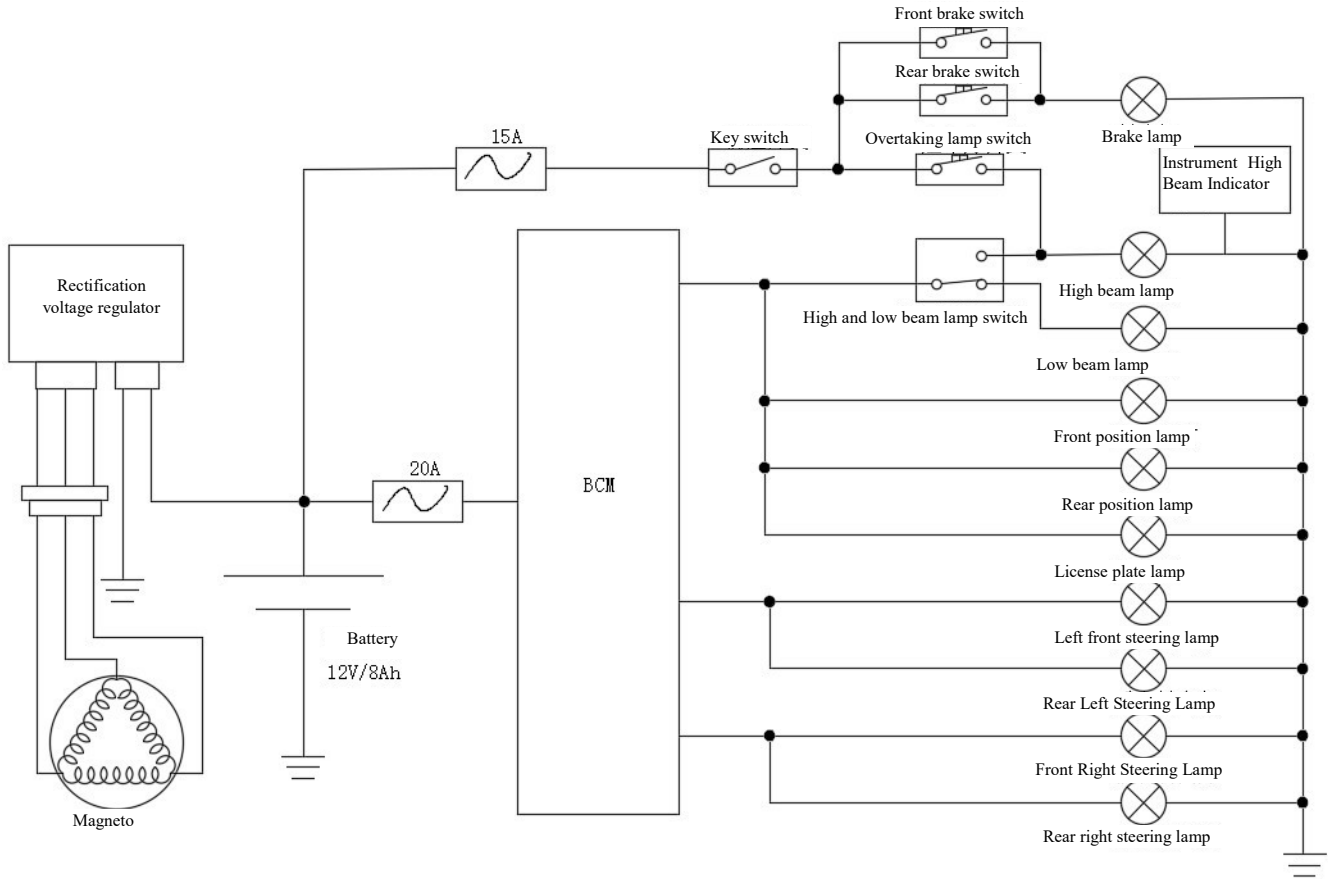 Front brake switch
Rear brake switch
15A
Key switch
Overtaking lamp switch
Brake lamp
Instrument High
Beam Indicator
Rectification
voltage regulator
High beam lamp
High and low beam lamp switch
Low beam lamp
Front position lamp
20A
BCM
Rear position lamp
License plate lamp
Battery
12V/8Ah
Left front steering lamp
Rear Left Steering Lamp
Front Right Steering Lamp
Magneto
Rear right steering lamp